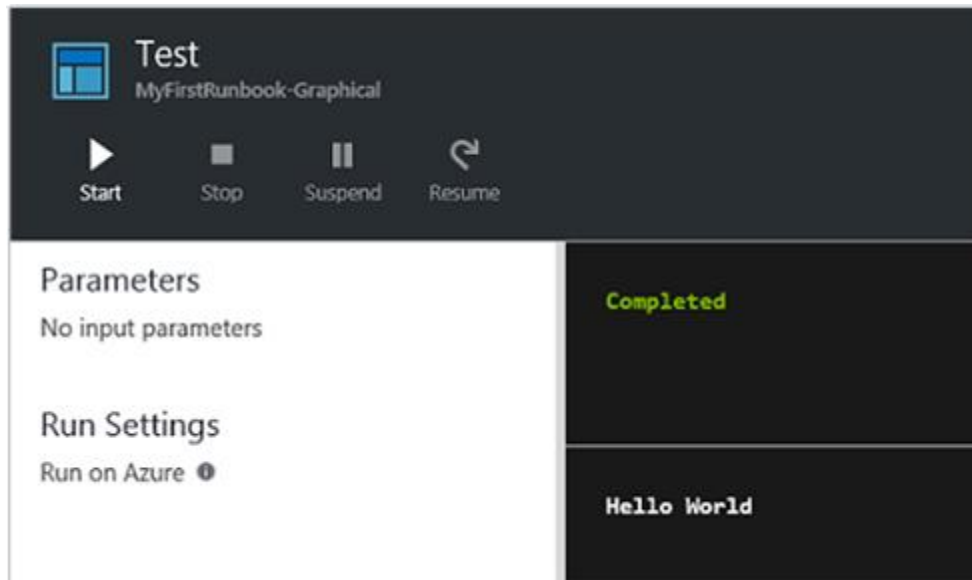 Test
MyFirstRunbook-Graphical
Start
Stop
Suspend
Resume
Parameters
No input parameters
Run Settings
Run on Azure
Completed
Hello World